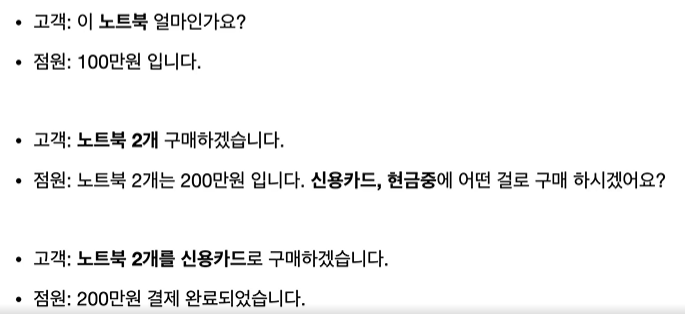 • 고객: 이 노트북 얼마인가요?
• 점원: 100만원 입니다.
• 고객: 노트북 2개 구매하겠습니다.
• 점원: 노트북 2개는 200만원 입니다. 신용카드, 현금중에 어떤 걸로 구매 하시겠어요?
• 고객: 노트북 2개를 신용카드로 구매하겠습니다.
• 점원: 200만원 결제 완료되었습니다.